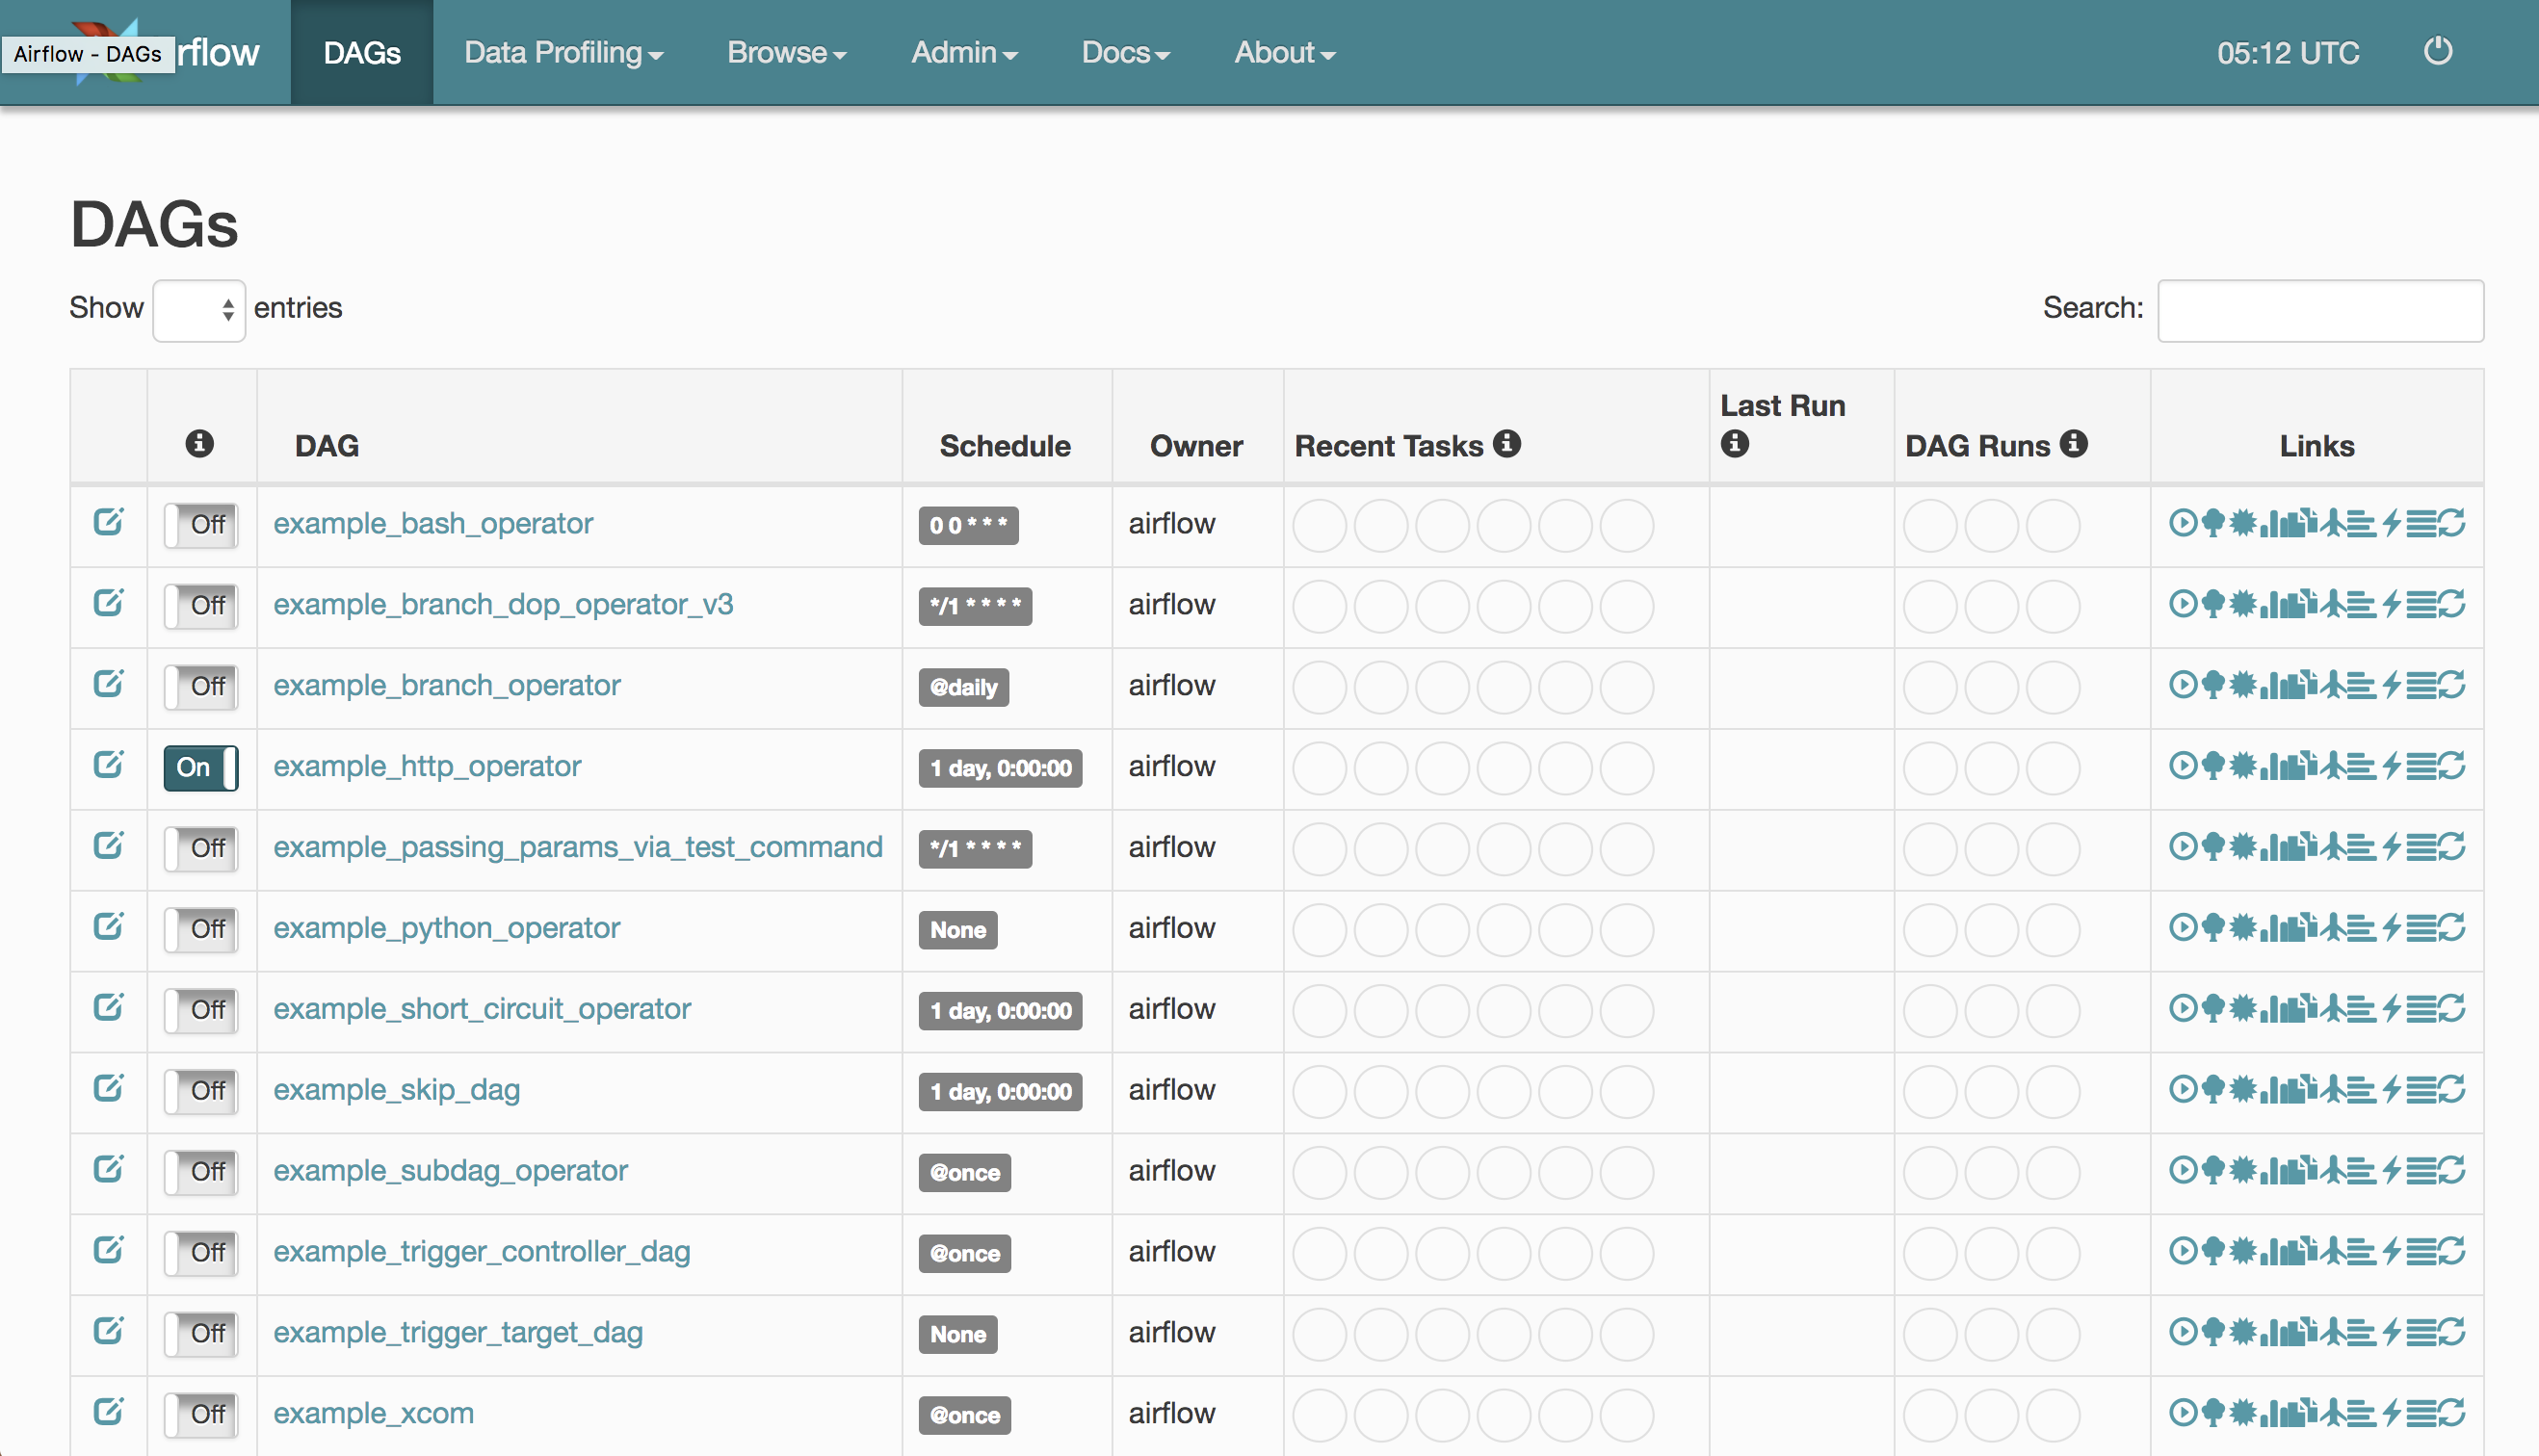 Airflow - DAGs
rflow DAGs Data Profiling Browse Admin Docs About 05:12 UTC
DAGs
Show entries Search:
DAG Schedule Owner Recent Tasks Last Run DAG Runs Links
Off example_bash_operator 0 0 * * * airflow
Off example_branch_dop_operator_v3 */1 * * * * airflow
Off example_branch_operator @daily airflow
On example_http_operator 1 day, 0:00:00 airflow
Off example_passing_params_via_test_command */1 * * * * airflow
Off example_python_operator None airflow
Off example_short_circuit_operator 1 day, 0:00:00 airflow
Off example_skip_dag 1 day, 0:00:00 airflow
Off example_subdag_operator @once airflow
Off example_trigger_controller_dag @once airflow
Off example_trigger_target_dag None airflow
Off example_xcom @once airflow